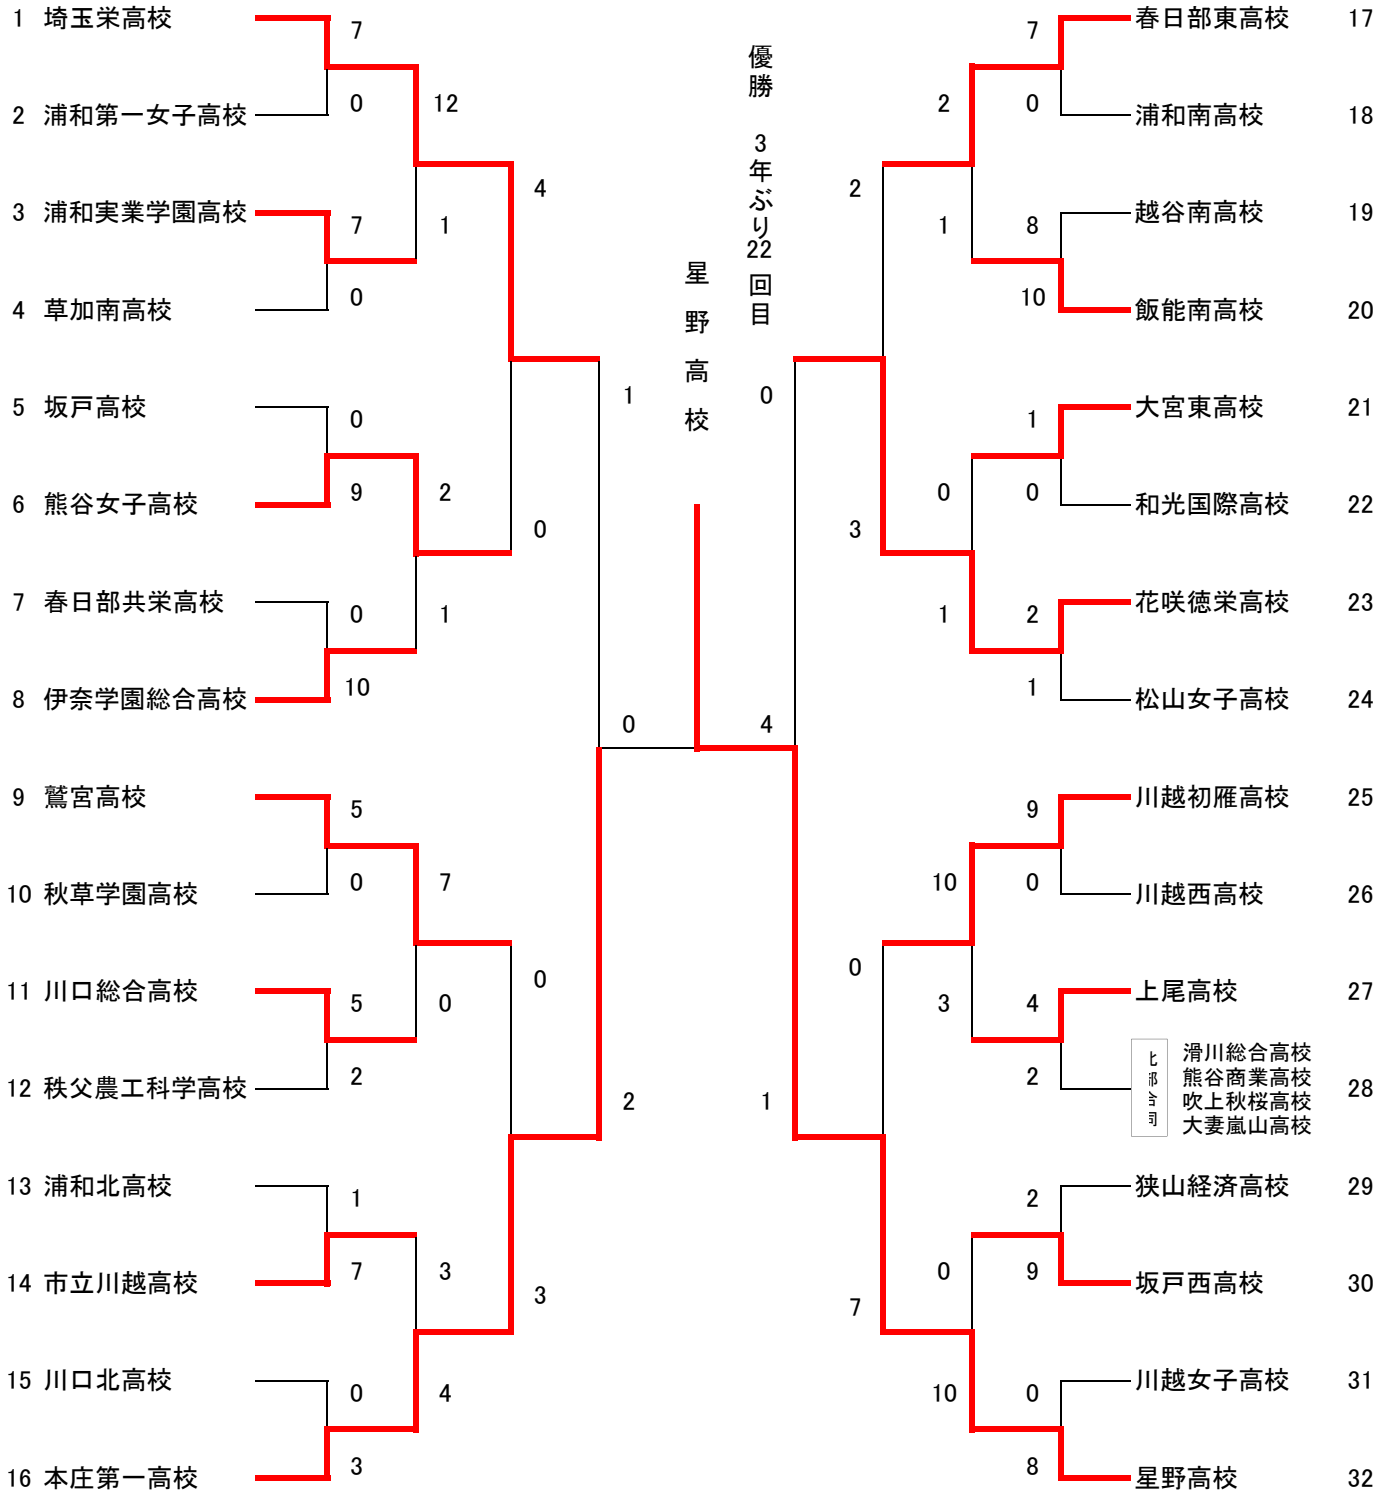 1 埼玉栄高校
7
0
2 浦和第一女子高校
12
3 浦和実業学園高校
7
1
0
4 草加南高校
4
5 坂戸高校
0
9
6 熊谷女子高校
2
0
7 春日部共栄高校
0
1
10
8 伊奈学園総合高校
1
0
9 鷲宮高校
5
0
10 秋草学園高校
7
11 川口総合高校
5
0
2
12 秩父農工科学高校
0
2
13 浦和北高校
1
7
14 市立川越高校
3
3
15 川口北高校
0
4
3
16 本庄第一高校
優勝 3年ぶり22回目
星野高校
春日部東高校 17
7
0
浦和南高校 18
2
越谷南高校 19
8
1
10
飯能南高校 20
2
0
大宮東高校 21
1
0
和光国際高校 22
0
3
花咲徳栄高校 23
2
1
1
松山女子高校 24
4
川越初雁高校 25
9
0
川越西高校 26
10
0
上尾高校 27
4
3
2
滑川総合高校
熊谷商業高校
吹上秋桜高校
大妻嵐山高校
28
1
狭山経済高校 29
2
9
坂戸西高校 30
0
7
川越女子高校 31
0
10
8
星野高校 32